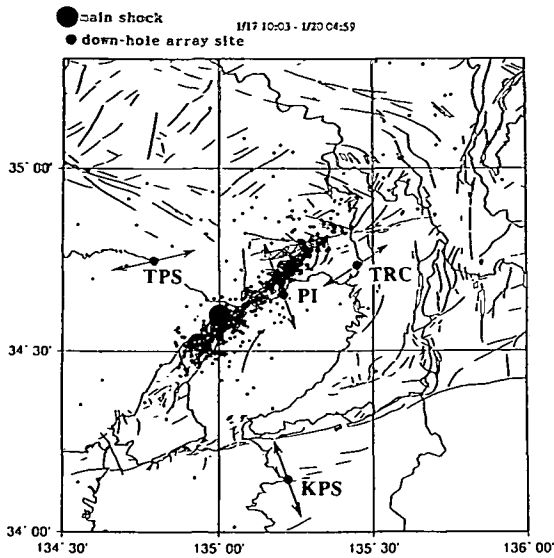 main shock
down-hole array site
1/17 10:03 - 1/20 04:59
35° 00'
TPS
TRC
PI
34° 30'
KPS
34° 00'
134° 30'
135° 00'
135° 30'
136° 00'